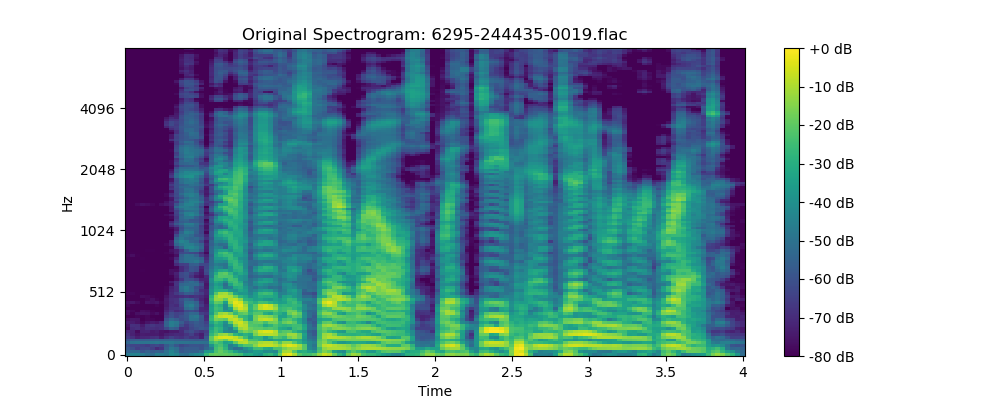 Original Spectrogram: 6295-244435-0019.flac
Hz
4096
2048
1024
512
0
0 0.5 1 1.5 2 2.5 3 3.5 4
Time
+0 dB
-10 dB
-20 dB
-30 dB
-40 dB
-50 dB
-60 dB
-70 dB
-80 dB